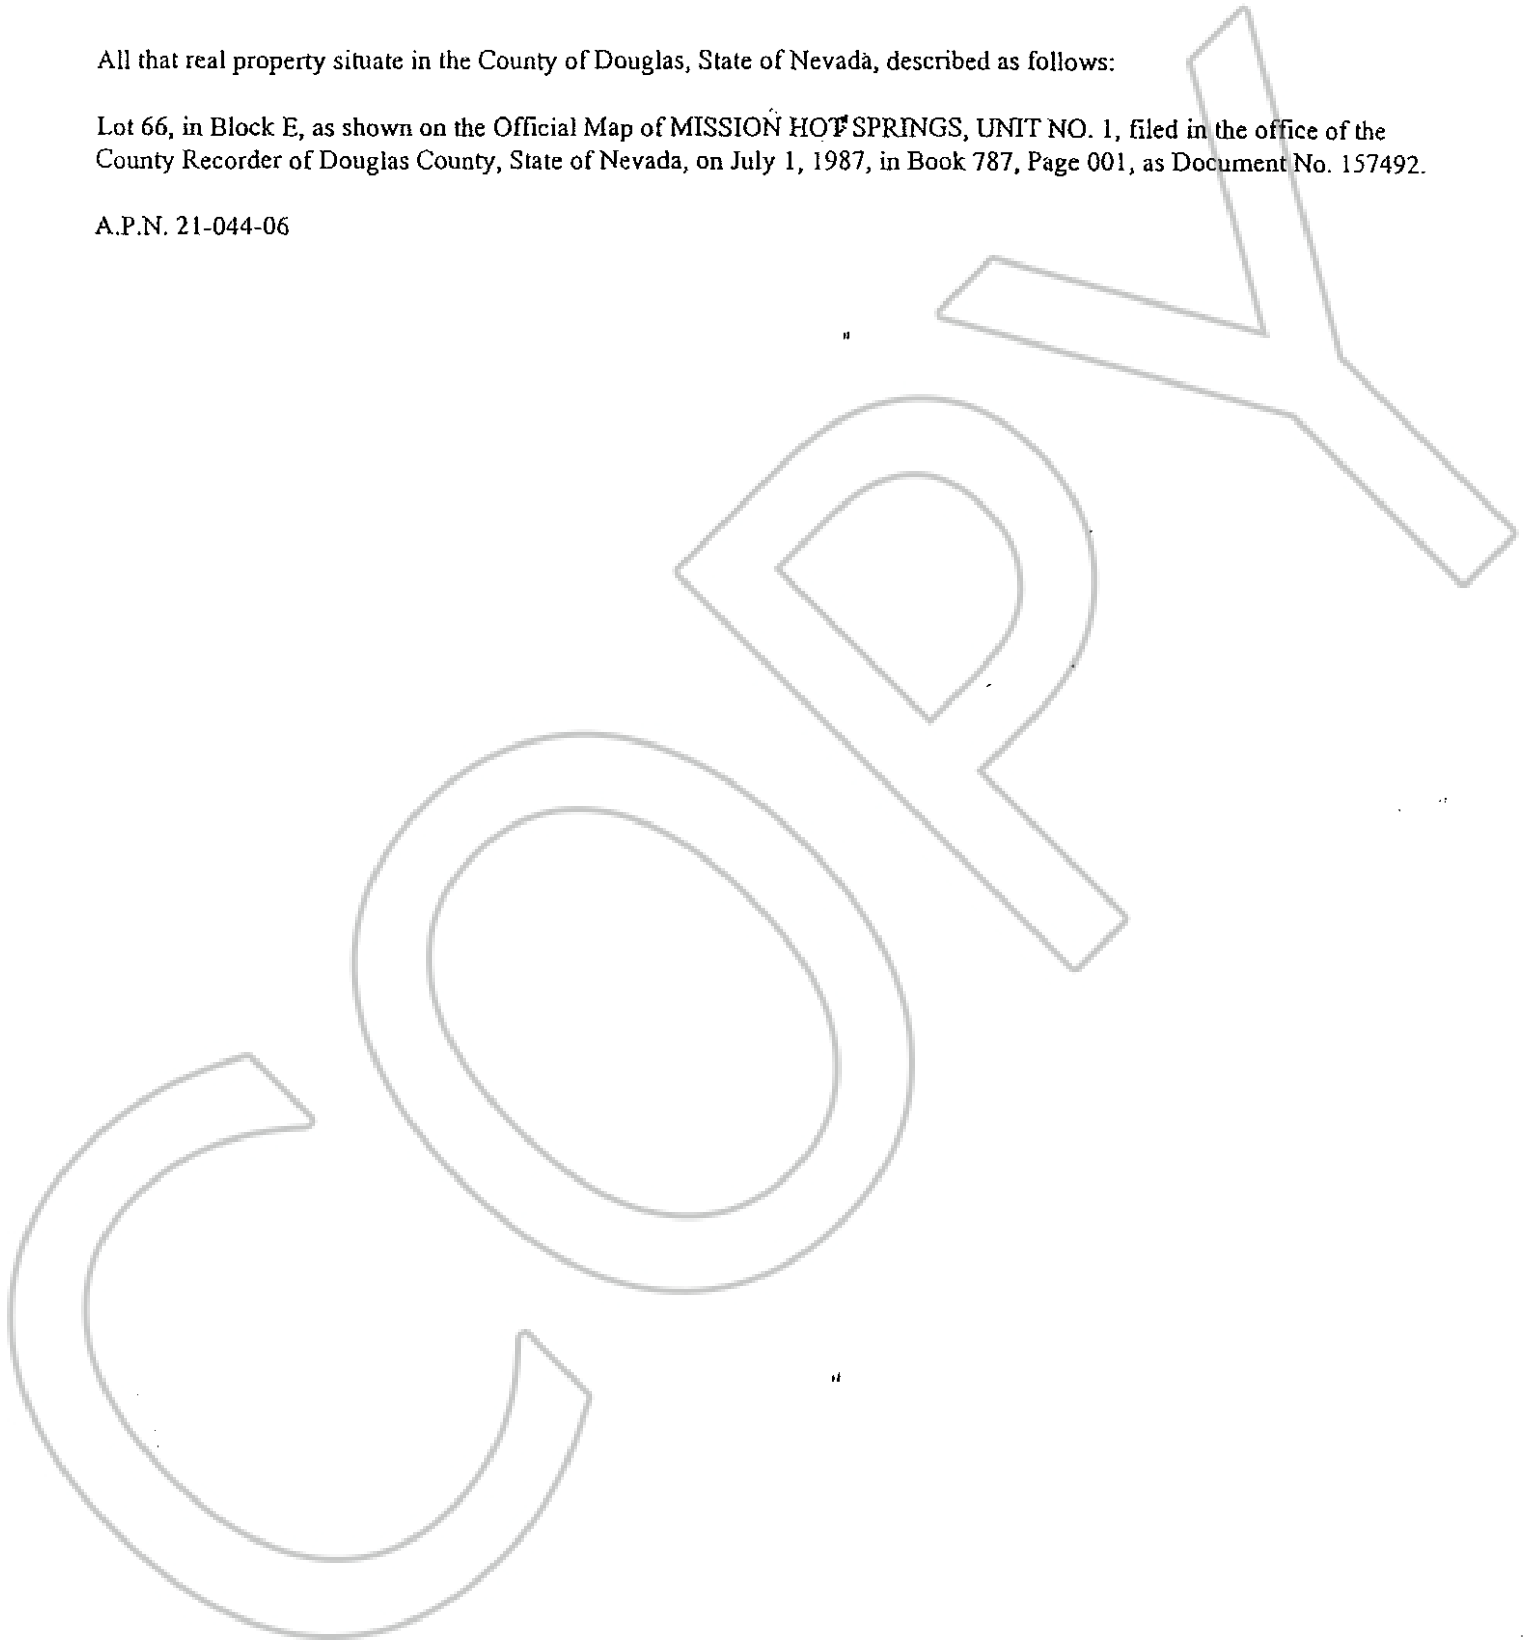 All that real property situate in the County of Douglas, State of Nevada, described as follows:
Lot 66, in Block E, as shown on the Official Map of MISSION HOT SPRINGS, UNIT NO. 1, filed in the office of the
County Recorder of Douglas County, State of Nevada, on July 1, 1987, in Book 787, Page 001, as Document No. 157492.
A.P.N. 21-044-06
COPY